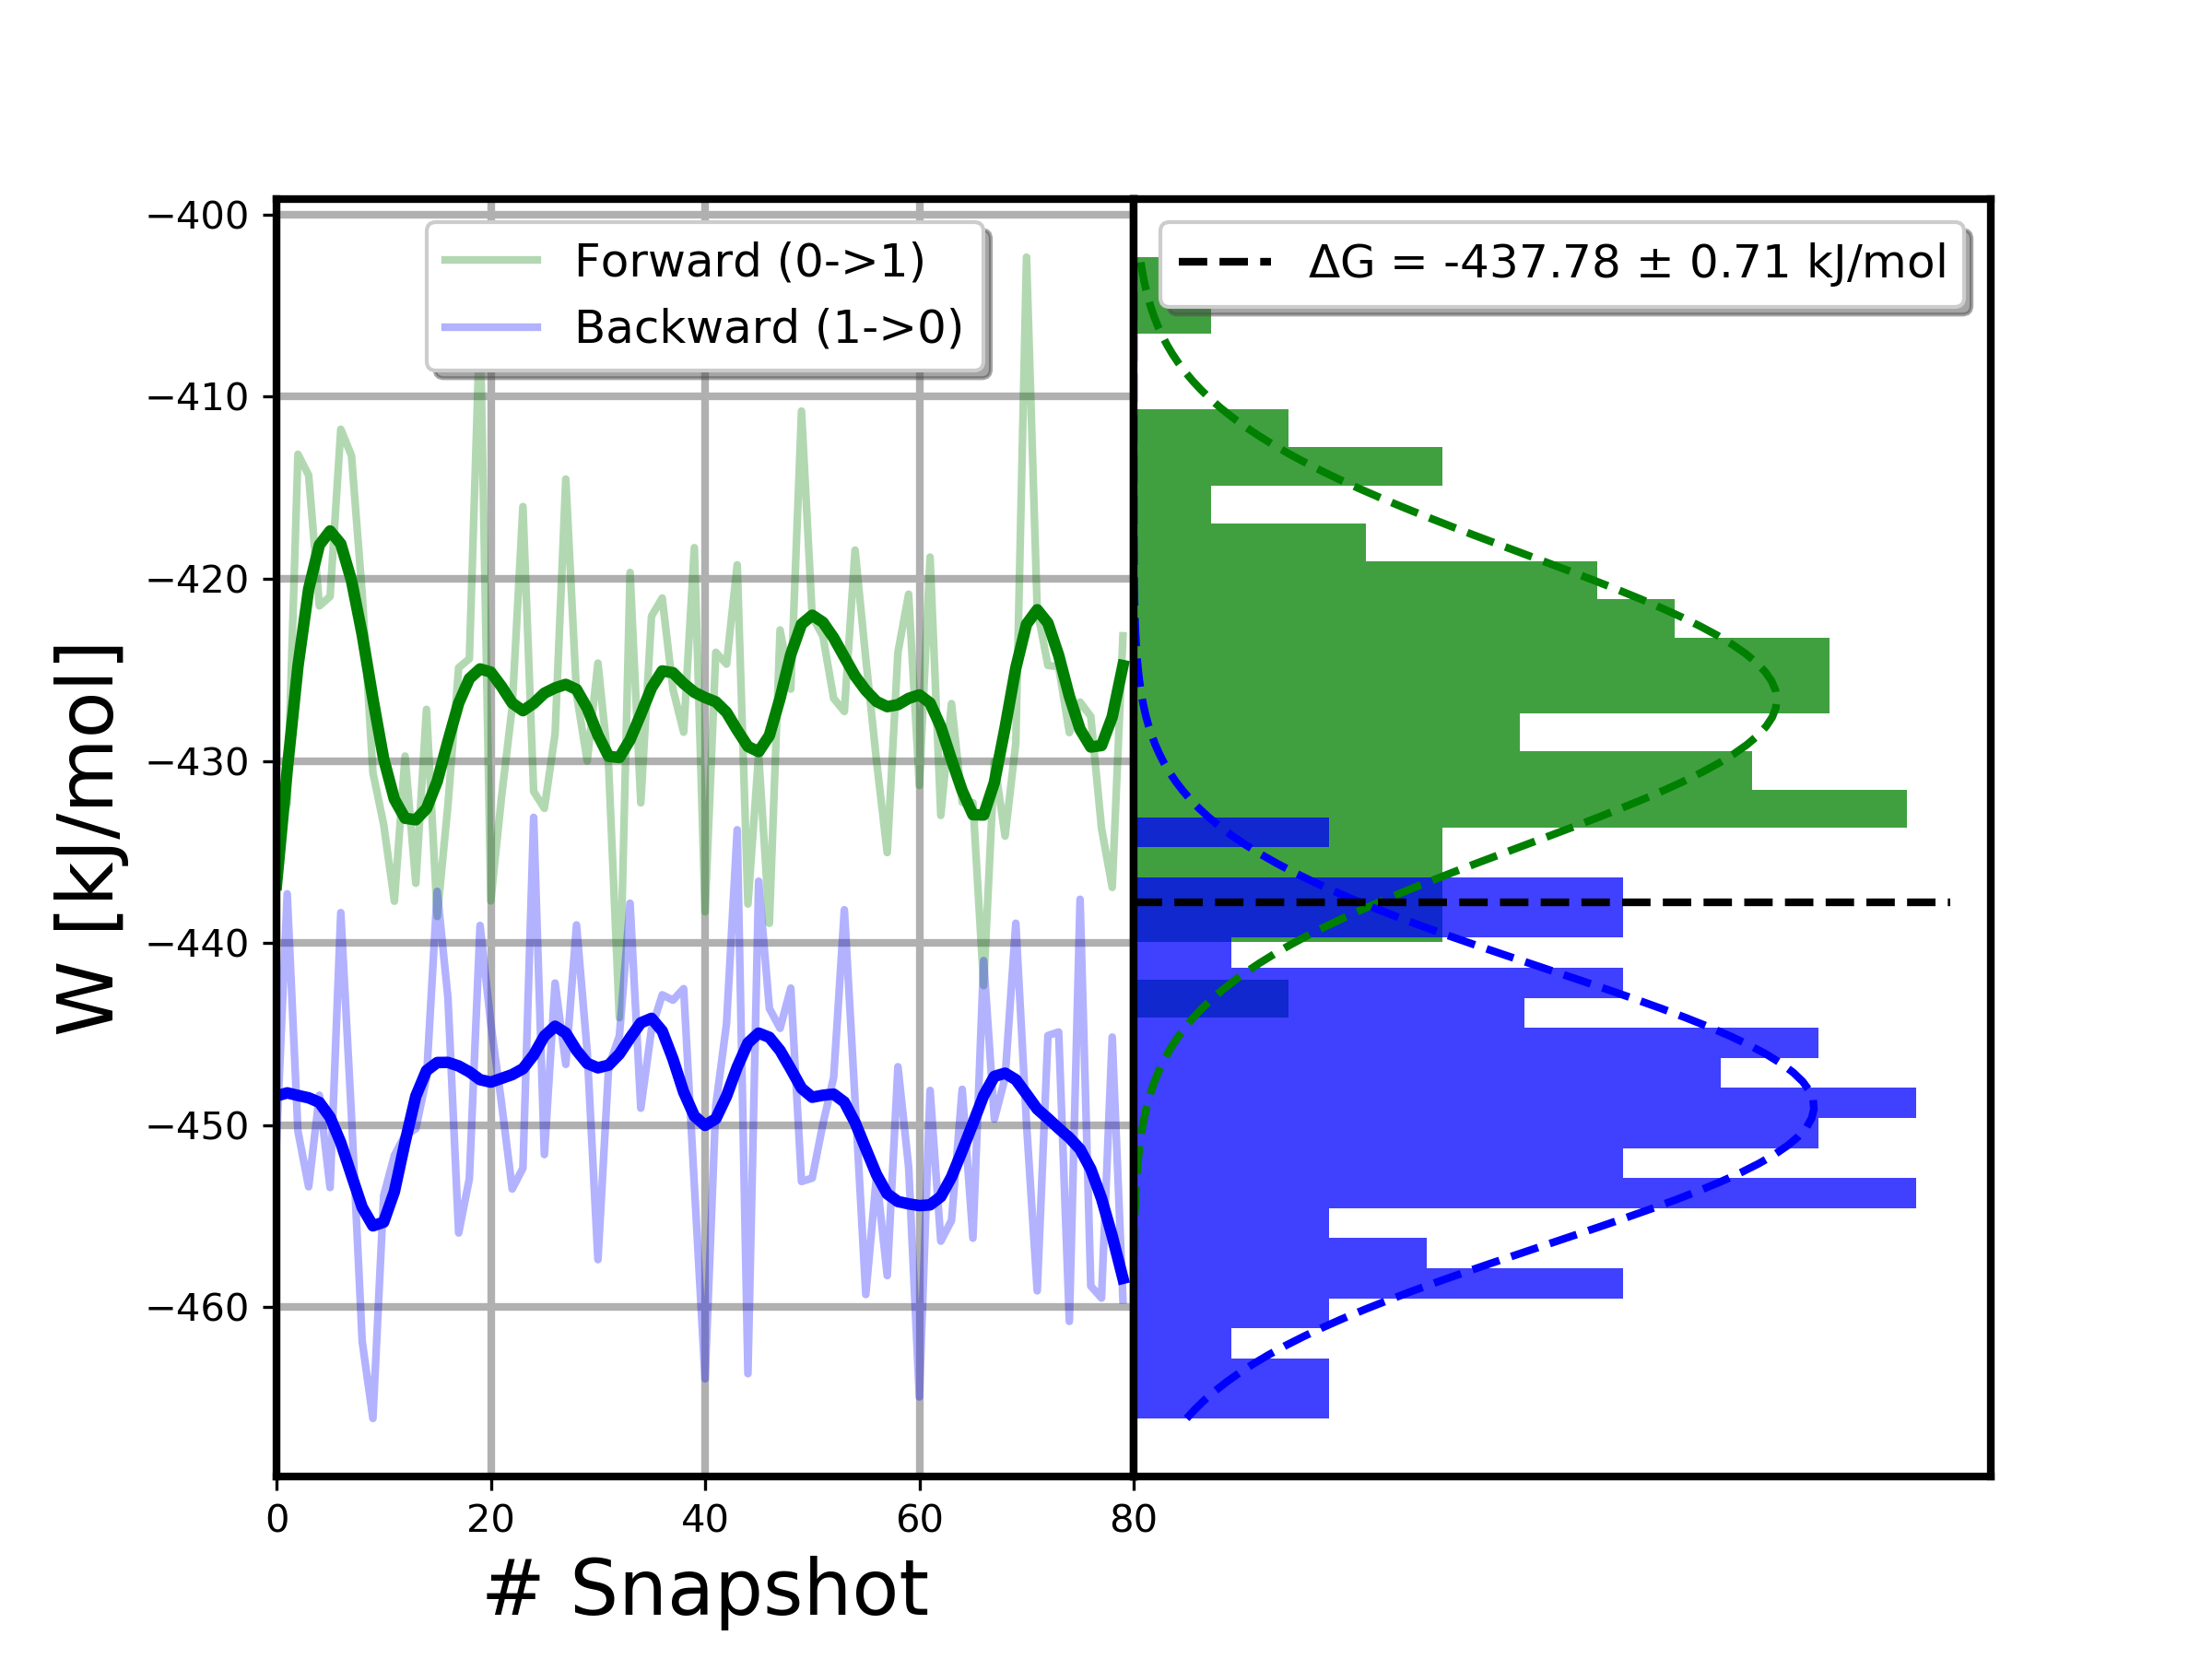 Forward (0->1)
Backward (1->0)
ΔG = -437.78 ± 0.71 kJ/mol
W [kJ/mol]
−400
−410
−420
−430
−440
−450
−460
0
20
40
60
80
# Snapshot